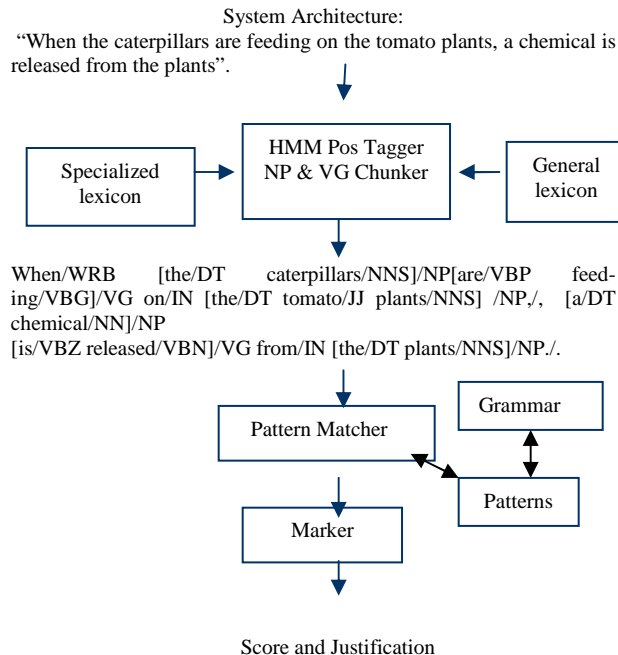 System Architecture:
“When the caterpillars are feeding on the tomato plants, a chemical is
released from the plants”.
HMM Pos Tagger
NP & VG Chunker
Specialized
lexicon
General
lexicon
When/WRB [the/DT caterpillars/NNS]/NP[are/VBP feed-
ing/VBG]/VG on/IN [the/DT tomato/JJ plants/NNS] /NP,/, [a/DT
chemical/NN]/NP
[is/VBZ released/VBN]/VG from/IN [the/DT plants/NNS]/NP./.
Grammar
Pattern Matcher
Patterns
Marker
Score and Justification